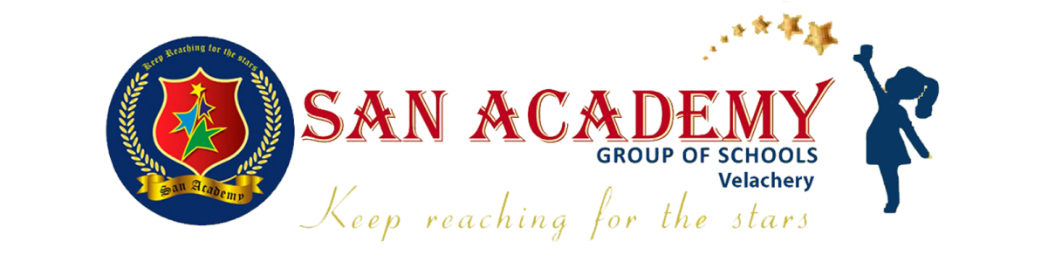 Keep Reaching for the stars
San Academy
SAN ACADEMY
GROUP OF SCHOOLS
Velachery
Keep reaching for the stars